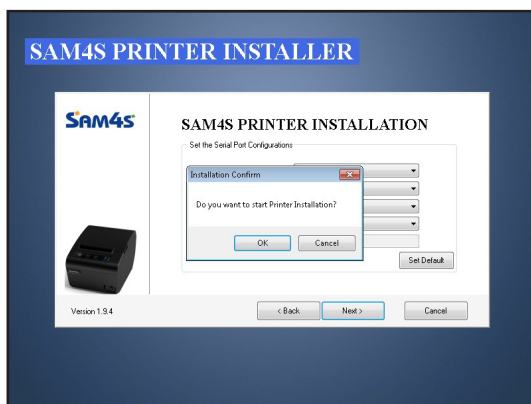 SAM4S PRINTER INSTALLER
SAM4S
SAM4S PRINTER INSTALLATION
Set the Serial Port Configurations
Installation Confirm
Do you want to start Printer Installation?
OK Cancel
Set Default
Version 1.9.4
< Back Next > Cancel